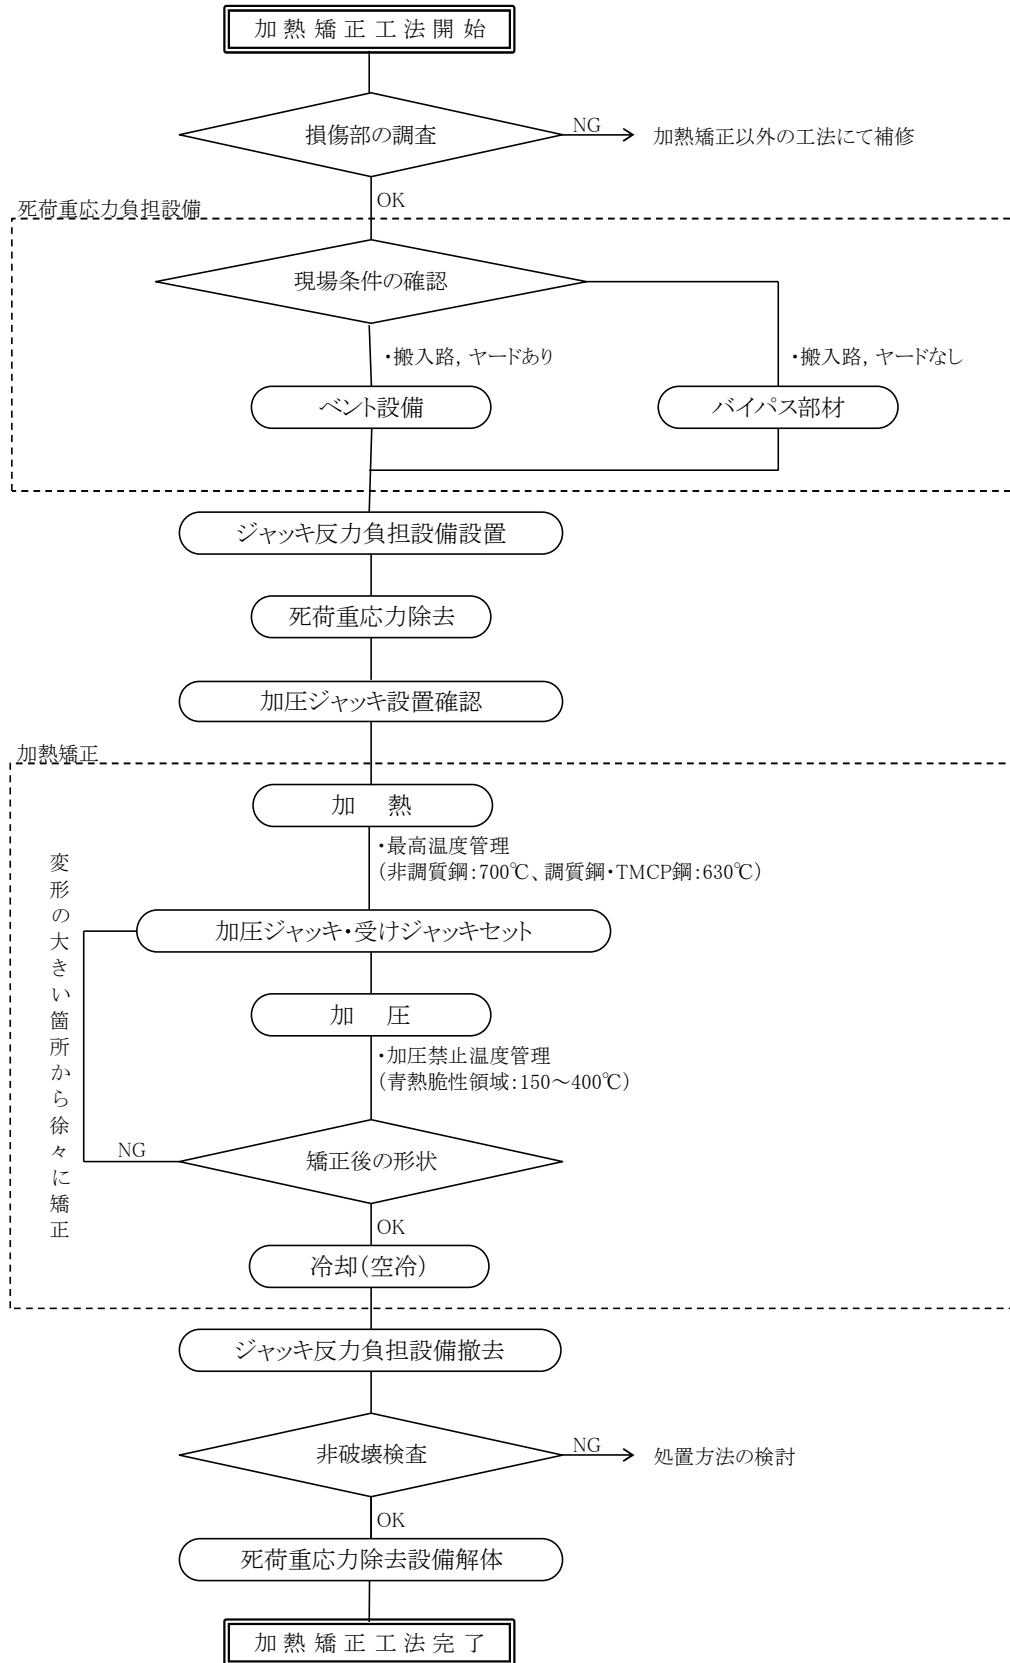 加熱矯正工法開始
損傷部の調査
NG
加熱矯正以外の工法にて補修
OK
死荷重応力負担設備
現場条件の確認
・搬入路，ヤードあり
・搬入路，ヤードなし
ベント設備
バイパス部材
ジャッキ反力負担設備設置
死荷重応力除去
加圧ジャッキ設置確認
加熱矯正
加　熱
・最高温度管理
（非調質鋼：700℃、調質鋼・TMCP鋼：630℃）
変形の大きい箇所から徐々に矯正
加圧ジャッキ・受けジャッキセット
加　圧
・加圧禁止温度管理
（青熱脆性領域：150～400℃）
NG
矯正後の形状
OK
冷却（空冷）
ジャッキ反力負担設備撤去
非破壊検査
NG
処置方法の検討
OK
死荷重応力除去設備解体
加熱矯正工法完了